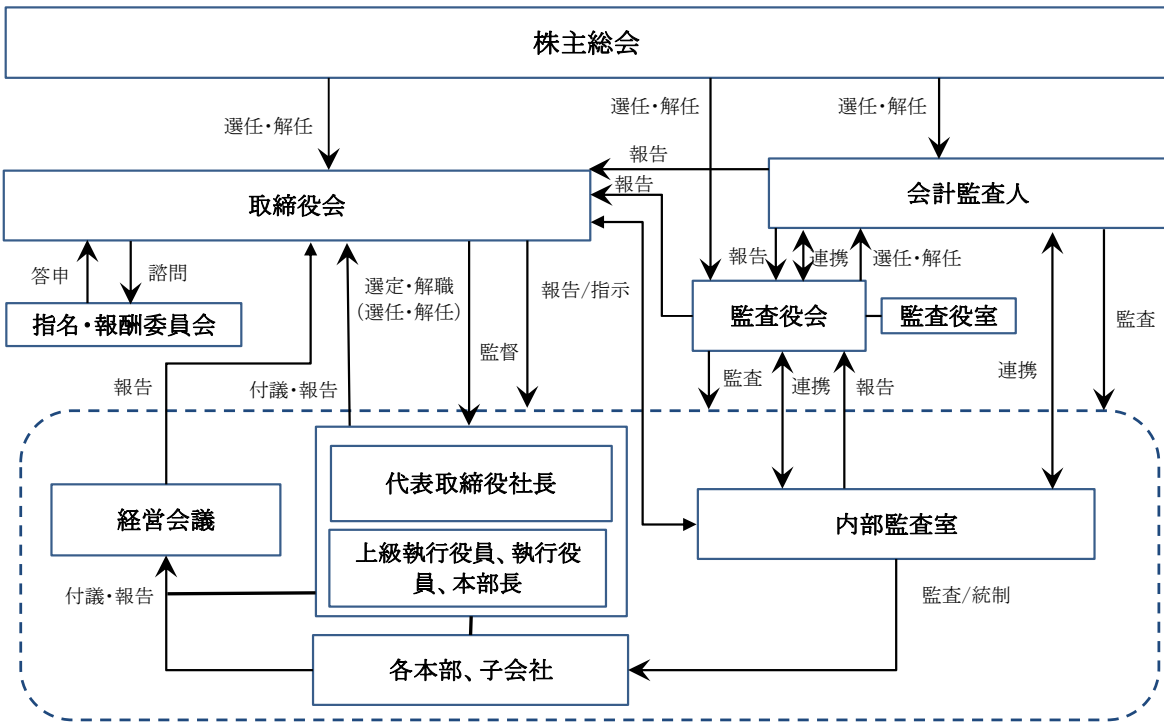 株主総会
選任・解任
選任・解任
選任・解任
報告
報告
取締役会
会計監査人
答申
諮問
選定・解職
(選任・解任)
監督
報告/指示
報告
連携
選任・解任
監査
指名・報酬委員会
監査役会
監査役室
報告
付議・報告
監査
連携
報告
連携
代表取締役社長
経営会議
内部監査室
上級執行役員、執行役
員、本部長
付議・報告
監査/統制
各本部、子会社